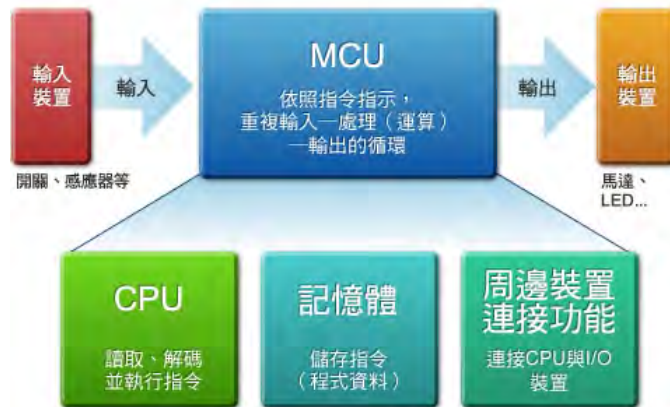 輸入
裝置
輸入
MCU
依照指令指示，
重複輸入─處理（運算）
─輸出的循環
輸出
輸出
裝置
開關、感應器等
馬達、
LED...
CPU
讀取、解碼
並執行指令
記憶體
儲存指令
（程式資料）
周邊裝置
連接功能
連接CPU與I/O
裝置